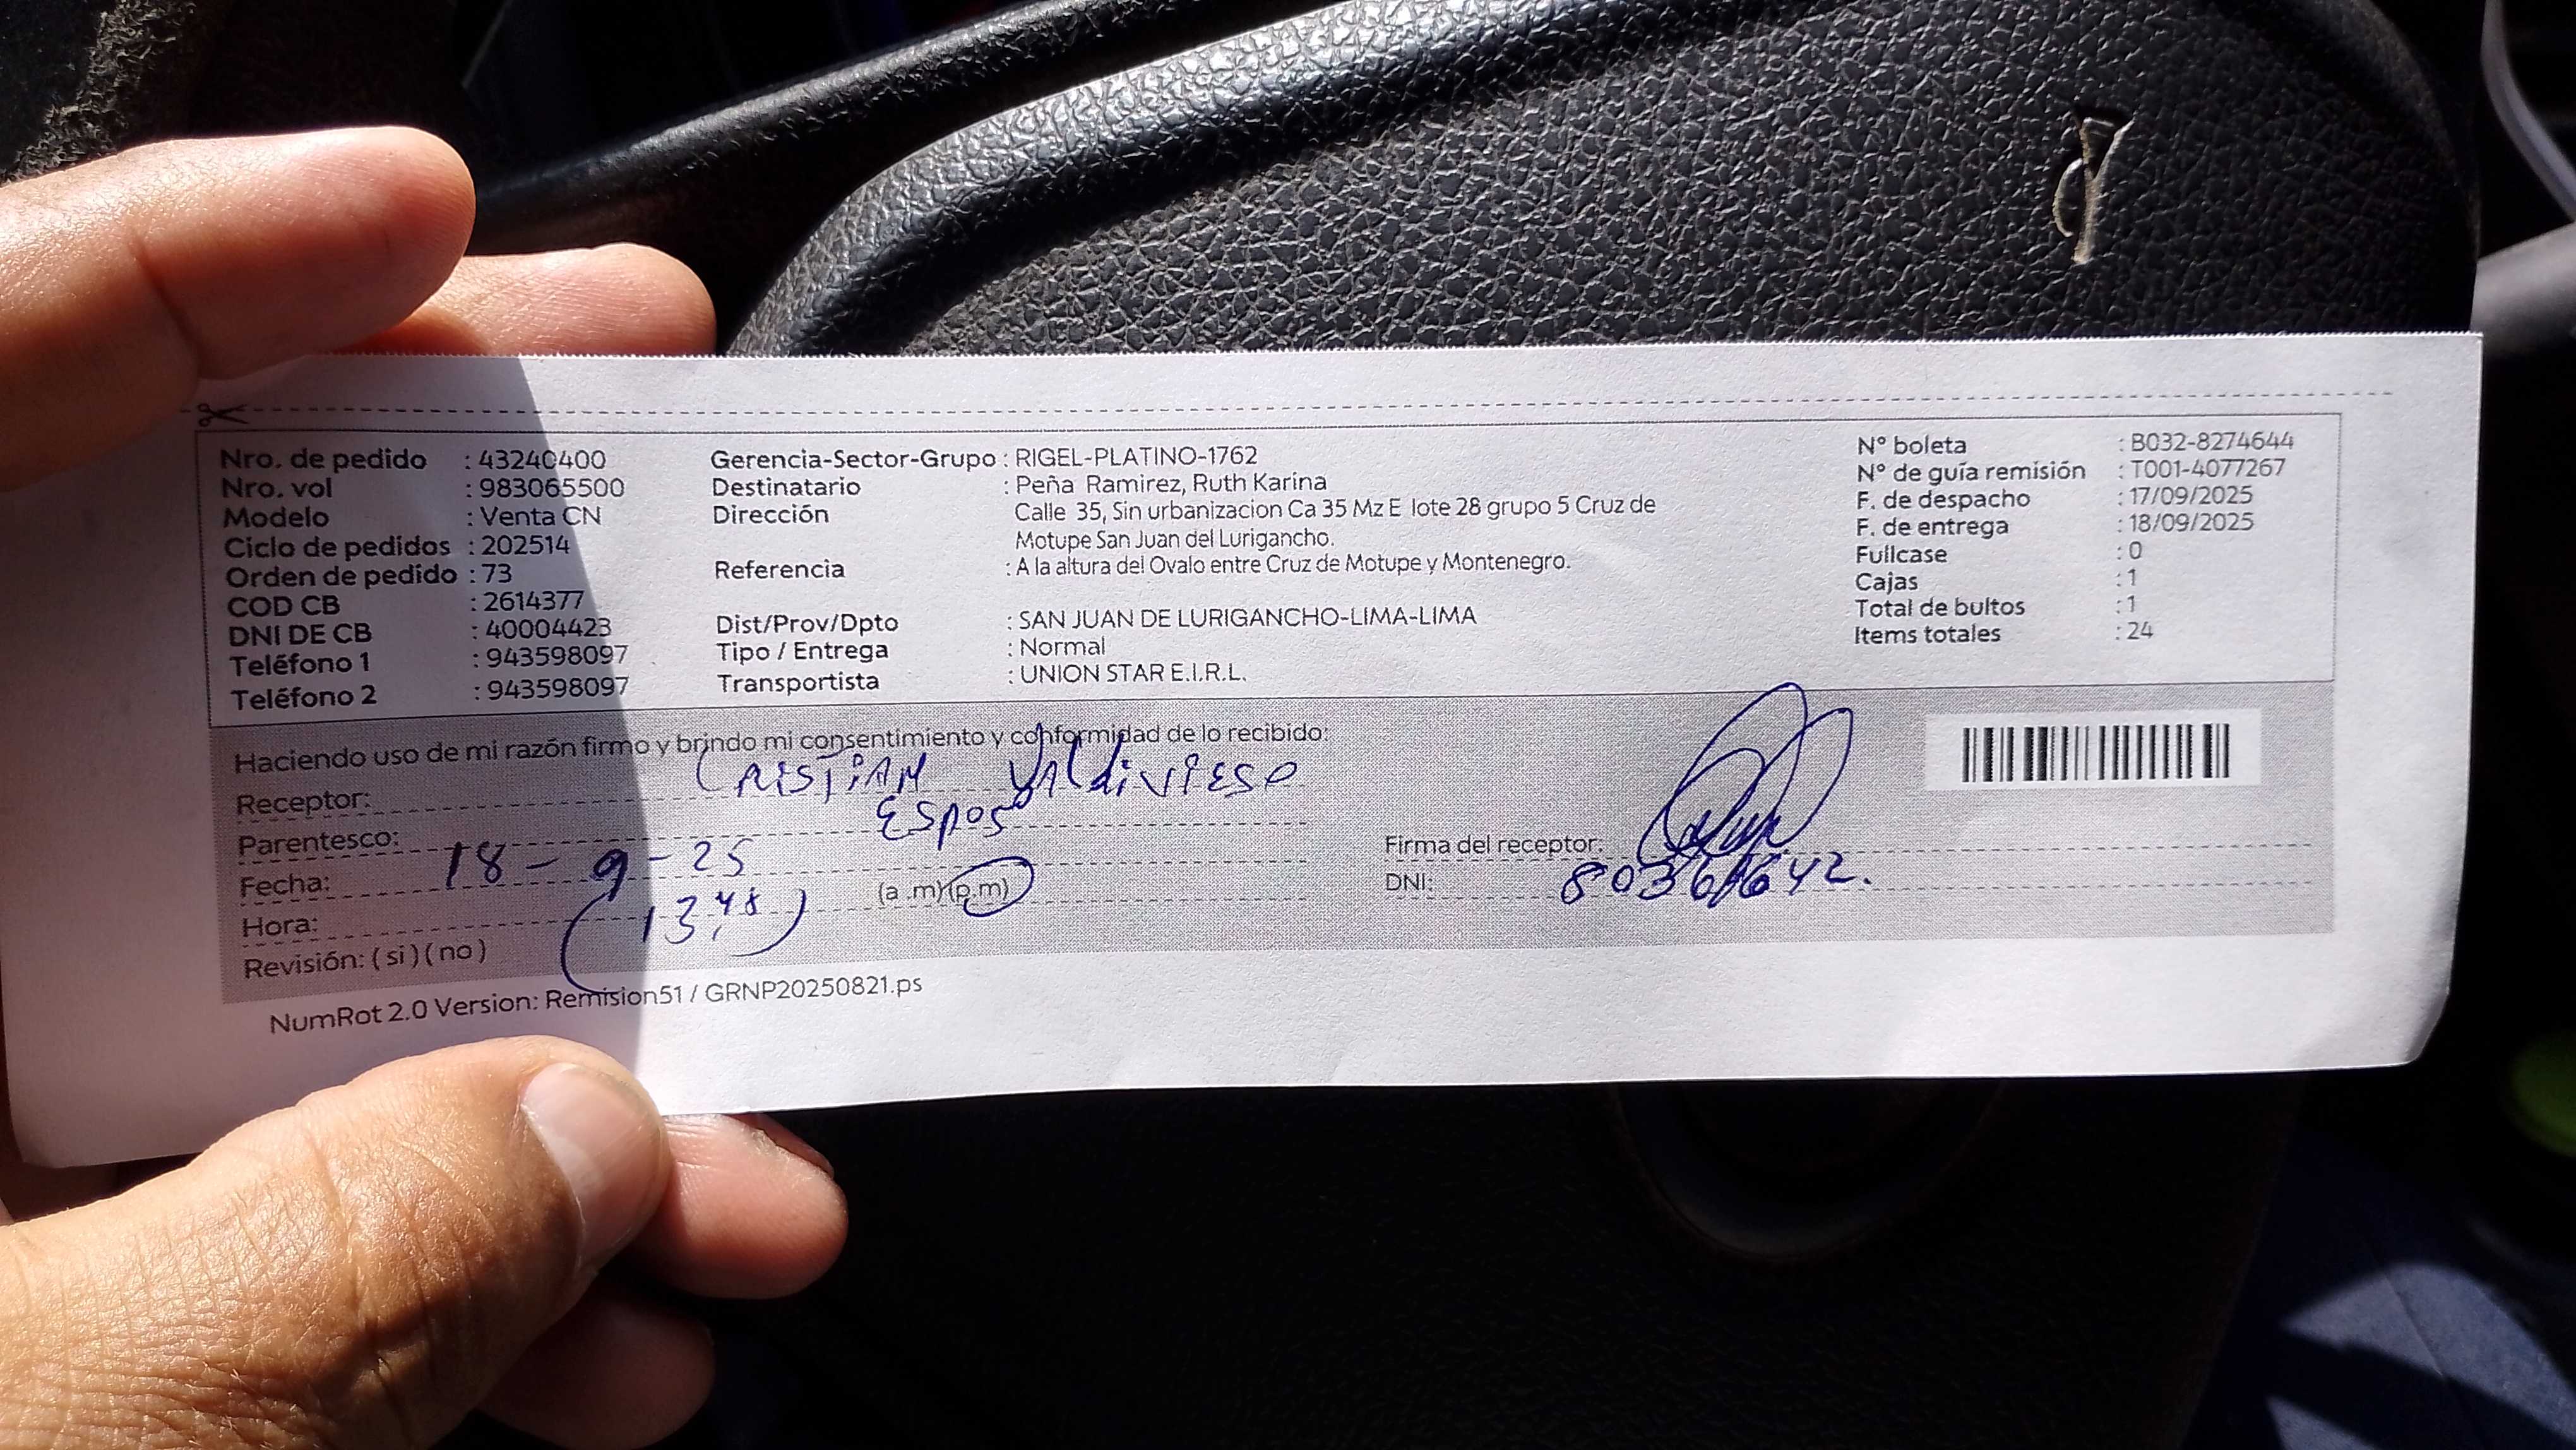 Nro. de pedido : 43240400
Nro. vol : 983065500
Modelo : Venta CN
Ciclo de pedidos : 202514
Orden de pedido : 73
COD CB : 2614377
DNI DE CB : 40004423
Teléfono 1 : 943598097
Teléfono 2 : 943598097
Gerencia-Sector-Grupo : RIGEL-PLATINO-1762
Destinatario : Peña Ramirez, Ruth Karina
Dirección Calle 35, Sin urbanizacion Ca 35 Mz E lote 28 grupo 5 Cruz de
Motupe San Juan del Lurigancho.
Referencia : A la altura del Ovalo entre Cruz de Motupe y Montenegro.
Dist/Prov/Dpto : SAN JUAN DE LURIGANCHO-LIMA-LIMA
Tipo / Entrega : Normal
Transportista : UNION STAR E.I.R.L.
N° boleta : B032-8274644
N° de guía remisión : T001-4077267
F. de despacho : 17/09/2025
F. de entrega : 18/09/2025
Fullcase : 0
Cajas : 1
Total de bultos : 1
Items totales : 24
Haciendo uso de mi razón firmo y brindo mi consentimiento y conformidad de lo recibido:
Receptor: CRISTIAN VALdiVIESO
Parentesco: ESPOSO
Fecha: 18-9-25
Hora: (a.m)(p.m)
Revisión: (si)(no)
Firma del receptor:
DNI:
NumRot 2.0 Version: Remision51 / GRNP20250821.ps